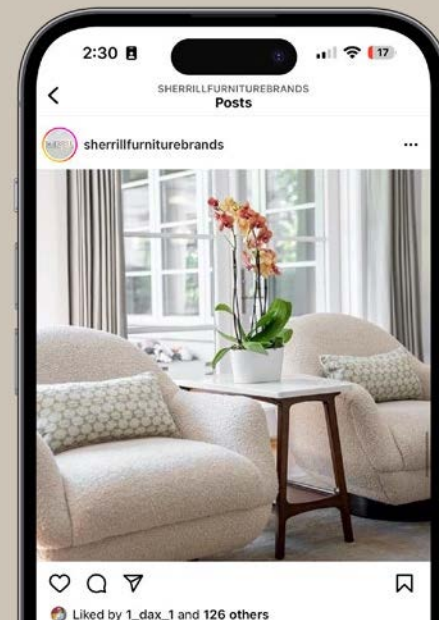 2:30
17
SHERRILLFURNITUREBRANDS
Posts
sherrillfurniturebrands
Liked by 1_dax_1 and 126 others